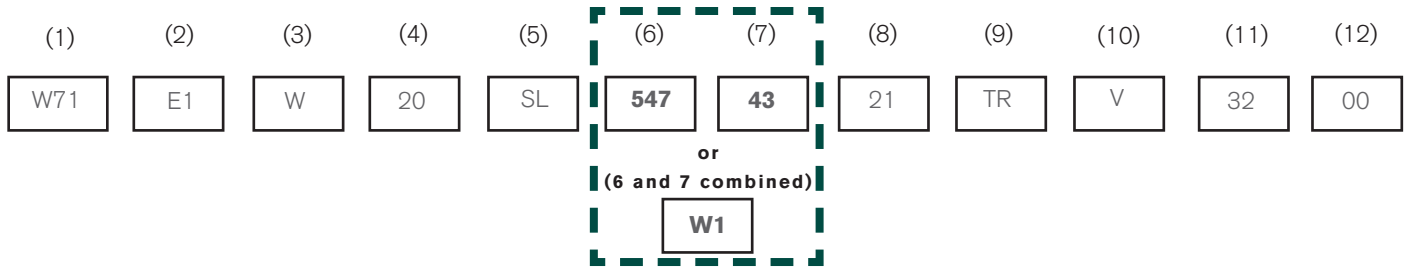 (1) (2) (3) (4) (5) (6) (7) (8) (9) (10) (11) (12)
W71 E1 W 20 SL 547 43 21 TR V 32 00
or
(6 and 7 combined)
W1